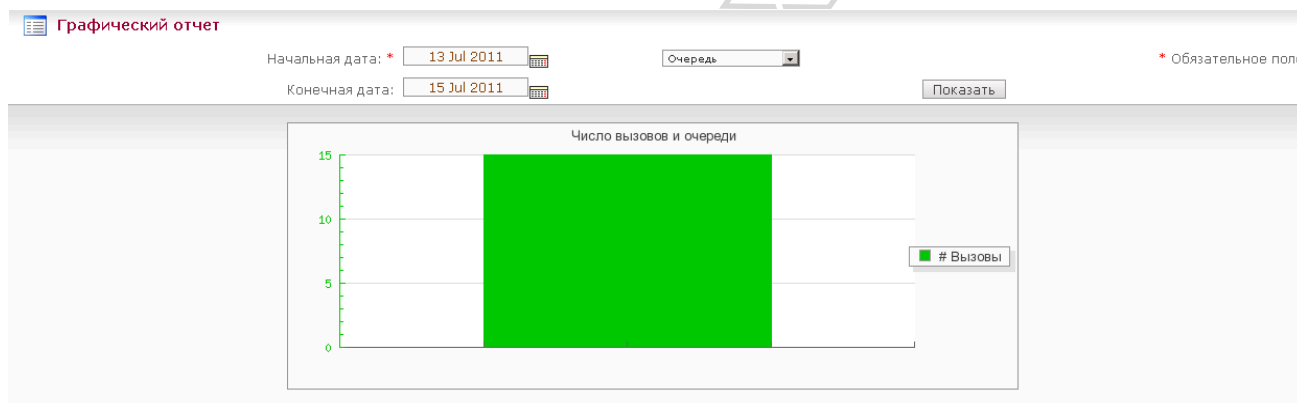 Графический отчет
Начальная дата: * 13 Jul 2011 Очередь * Обязательное
Конечная дата: 15 Jul 2011 Показать
Число вызовов и очереди
15
10
5
0
# Вызовы